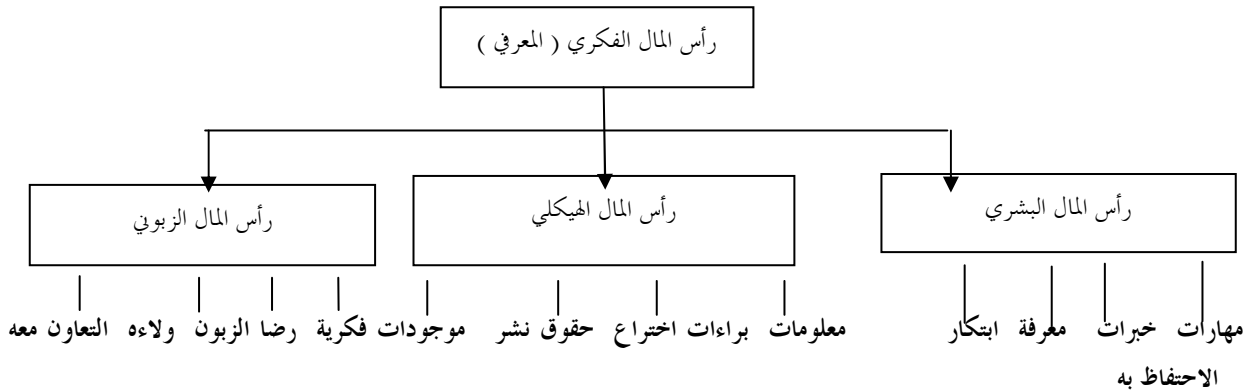 رأس المال الفكري ( المعرفي )
رأس المال البشري
رأس المال الهيكلي
رأس المال الزبوني
مهارات خبرات معرفة ابتكار معلومات براءات اختراع حقوق نشر موجودات فكرية رضا الزبون ولاءه التعاون معه
الاحتفاظ به